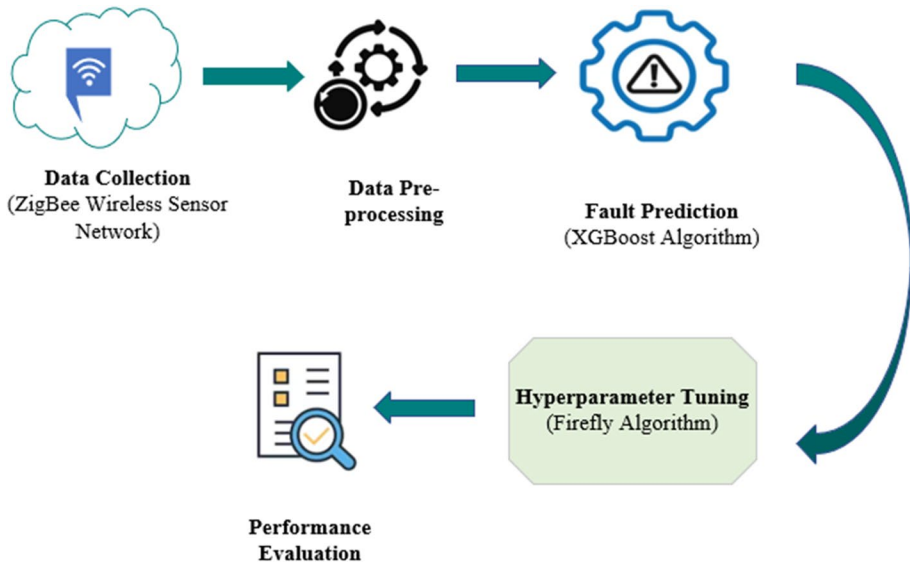 Data Collection
(ZigBee Wireless Sensor
Network)
Data Pre-
processing
Fault Prediction
(XGBoost Algorithm)
Hyperparameter Tuning
(Firefly Algorithm)
Performance
Evaluation